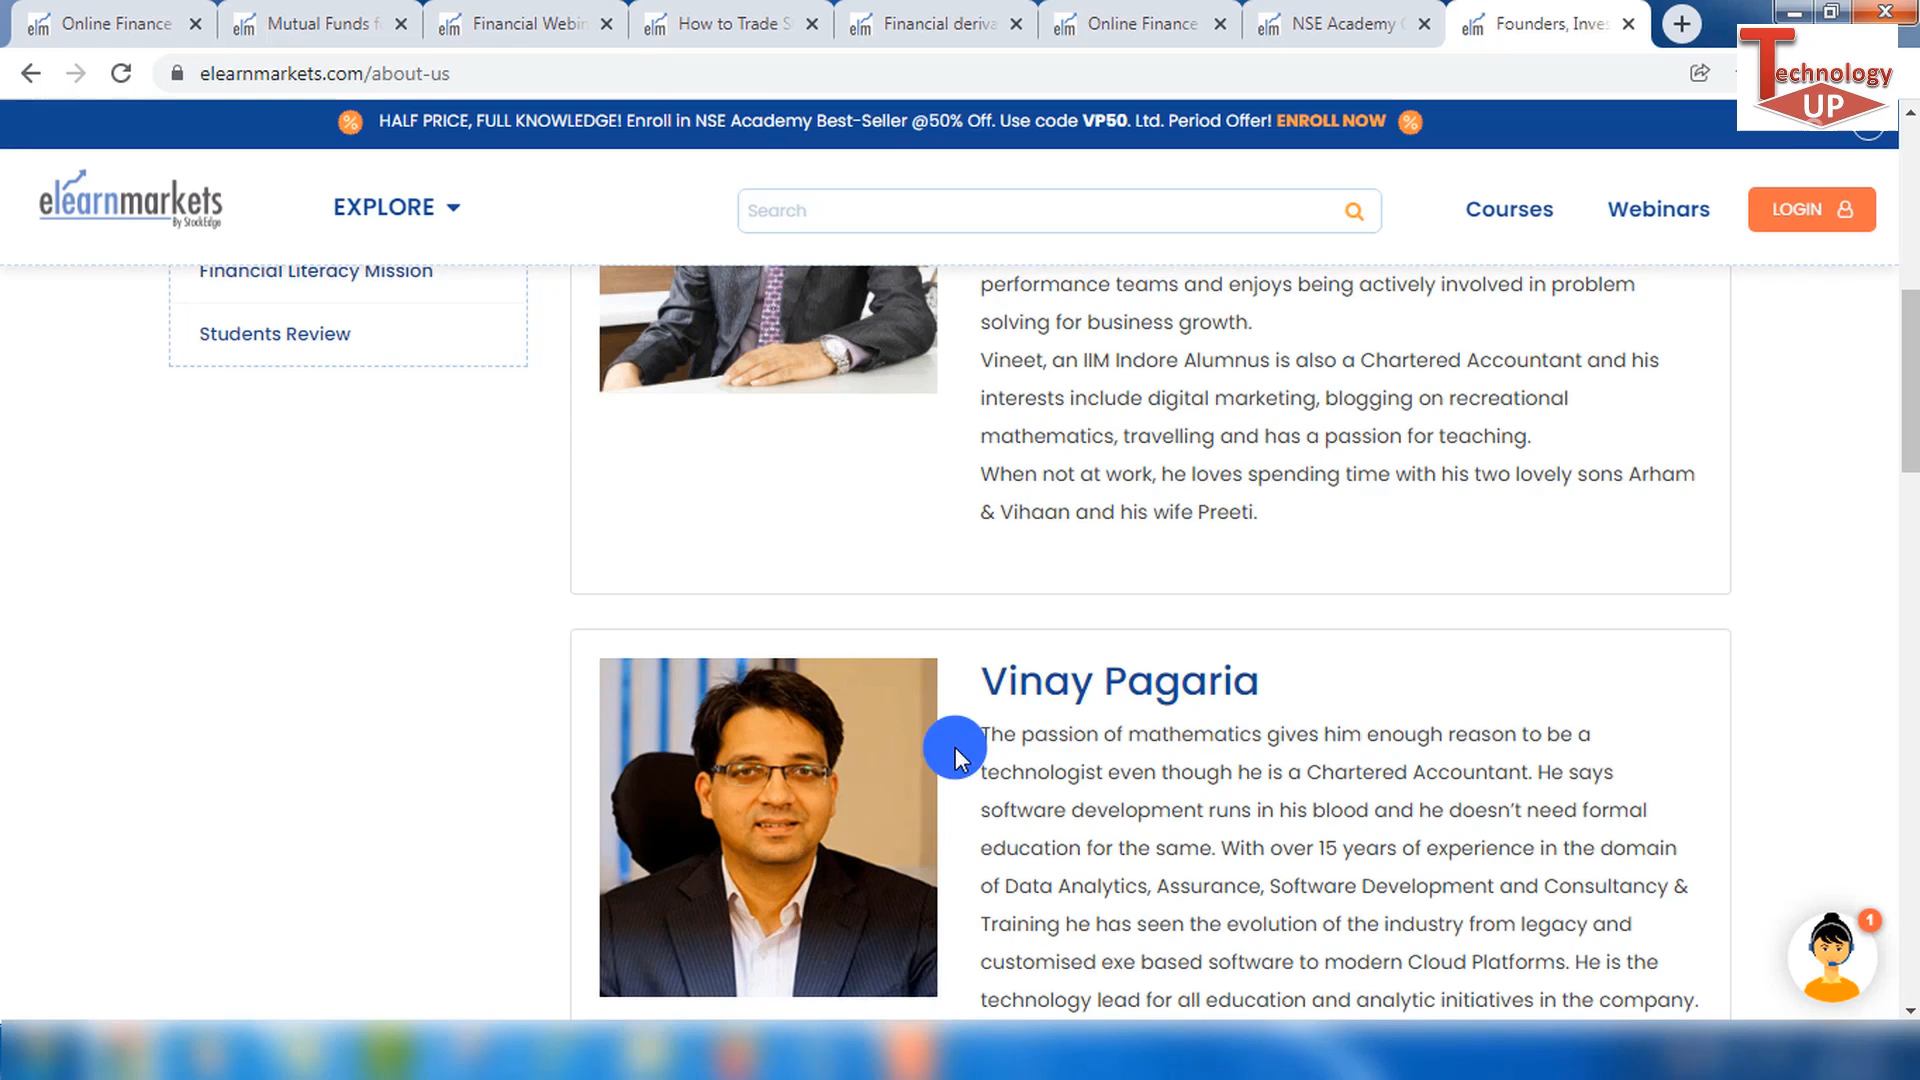 Online Finance
Mutual Funds f
Financial Webin
How to Trade S
Financial deriva
Online Finance
NSE Academy
Founders, Inves
elearnmarkets.com/about-us
Technology
UP
HALF PRICE, FULL KNOWLEDGE! Enroll in NSE Academy Best-Seller @50% Off. Use code VP50. Ltd. Period Offer! ENROLL NOW
elearnmarkets
By StockEdge
EXPLORE
Search
Courses
Webinars
LOGIN
Financial Literacy Mission
Students Review
performance teams and enjoys being actively involved in problem
solving for business growth.
Vineet, an IIM Indore Alumnus is also a Chartered Accountant and his
interests include digital marketing, blogging on recreational
mathematics, travelling and has a passion for teaching.
When not at work, he loves spending time with his two lovely sons Arham
& Vihaan and his wife Preeti.
Vinay Pagaria
The passion of mathematics gives him enough reason to be a
technologist even though he is a Chartered Accountant. He says
software development runs in his blood and he doesn't need formal
education for the same. With over 15 years of experience in the domain
of Data Analytics, Assurance, Software Development and Consultancy &
Training he has seen the evolution of the industry from legacy and
customised exe based software to modern Cloud Platforms. He is the
technology lead for all education and analytic initiatives in the company.
1